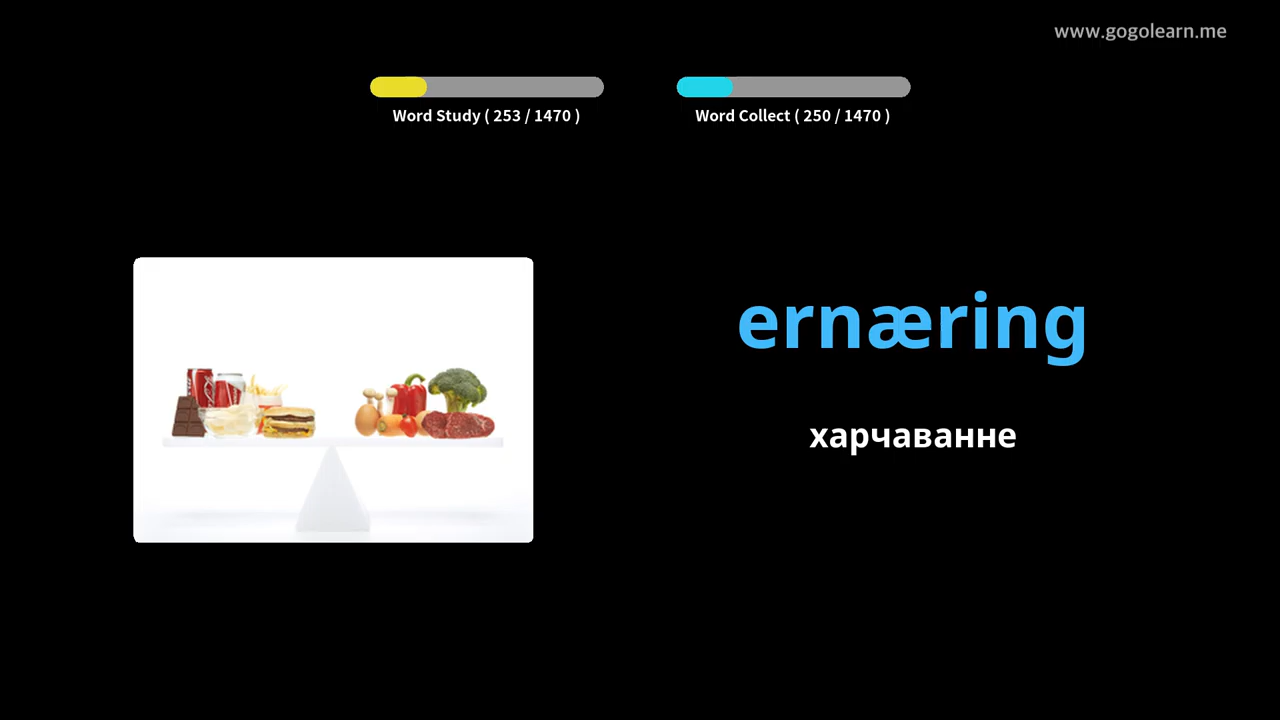 www.gogolearn.me
Word Study ( 253 / 1470 )
Word Collect ( 250 / 1470 )
ernæring
харчаванне